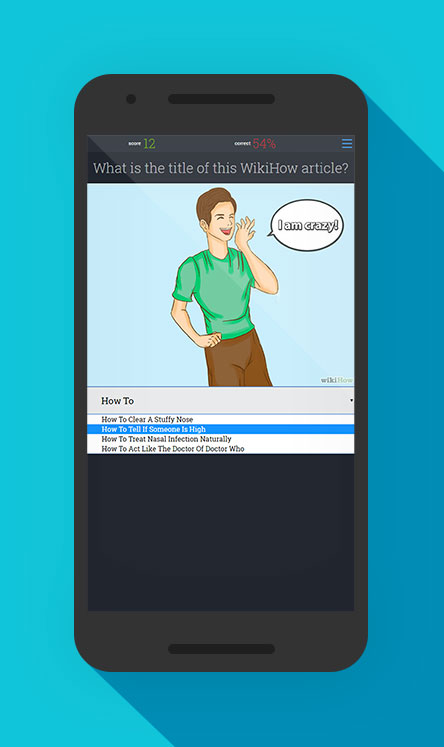 score 12 correct 54%
What is the title of this WikiHow article?
I am crazy!
wikiHow
How To
How To Clear A Stuffy Nose
How To Tell If Someone Is High
How To Treat Nasal Infection Naturally
How To Act Like The Doctor Of Doctor Who